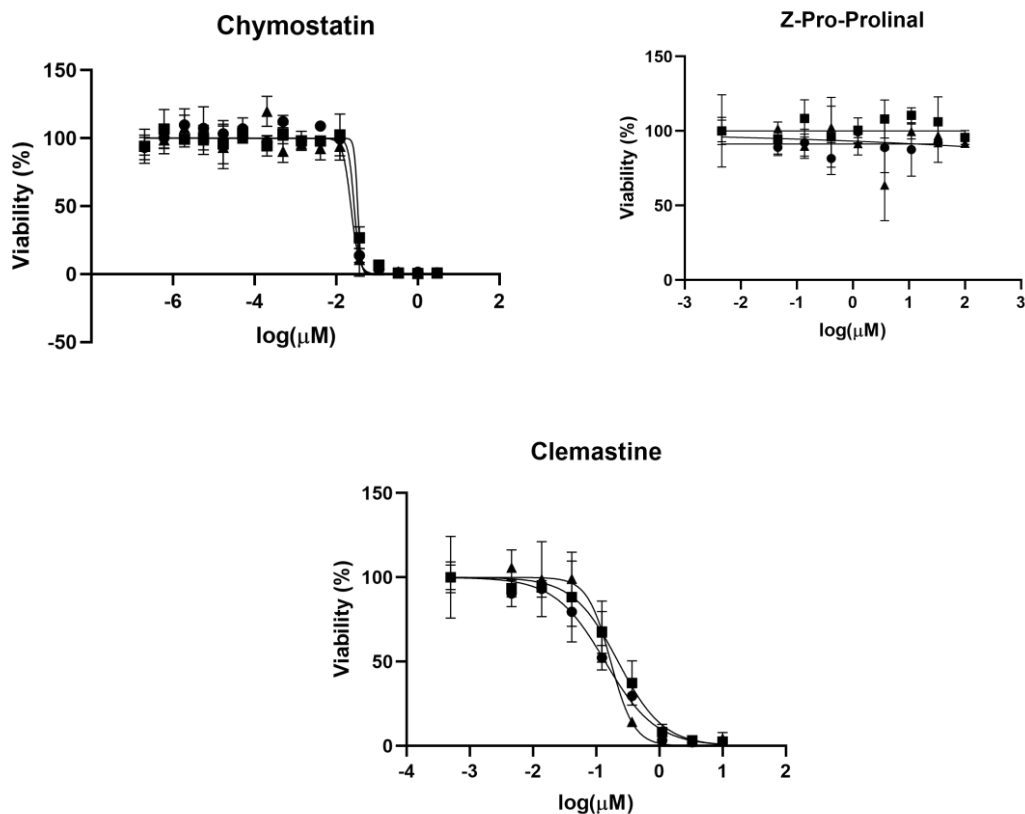 Chymostatin
150
100
50
0
-50
Viability (%)
-6 -4 -2 0 2
log(μM)
Z-Pro-Prolinal
150
100
50
0
Viability (%)
-3 -2 -1 0 1 2 3
log(μM)
Clemastine
150
100
50
0
Viability (%)
-4 -3 -2 -1 0 1 2
log(μM)